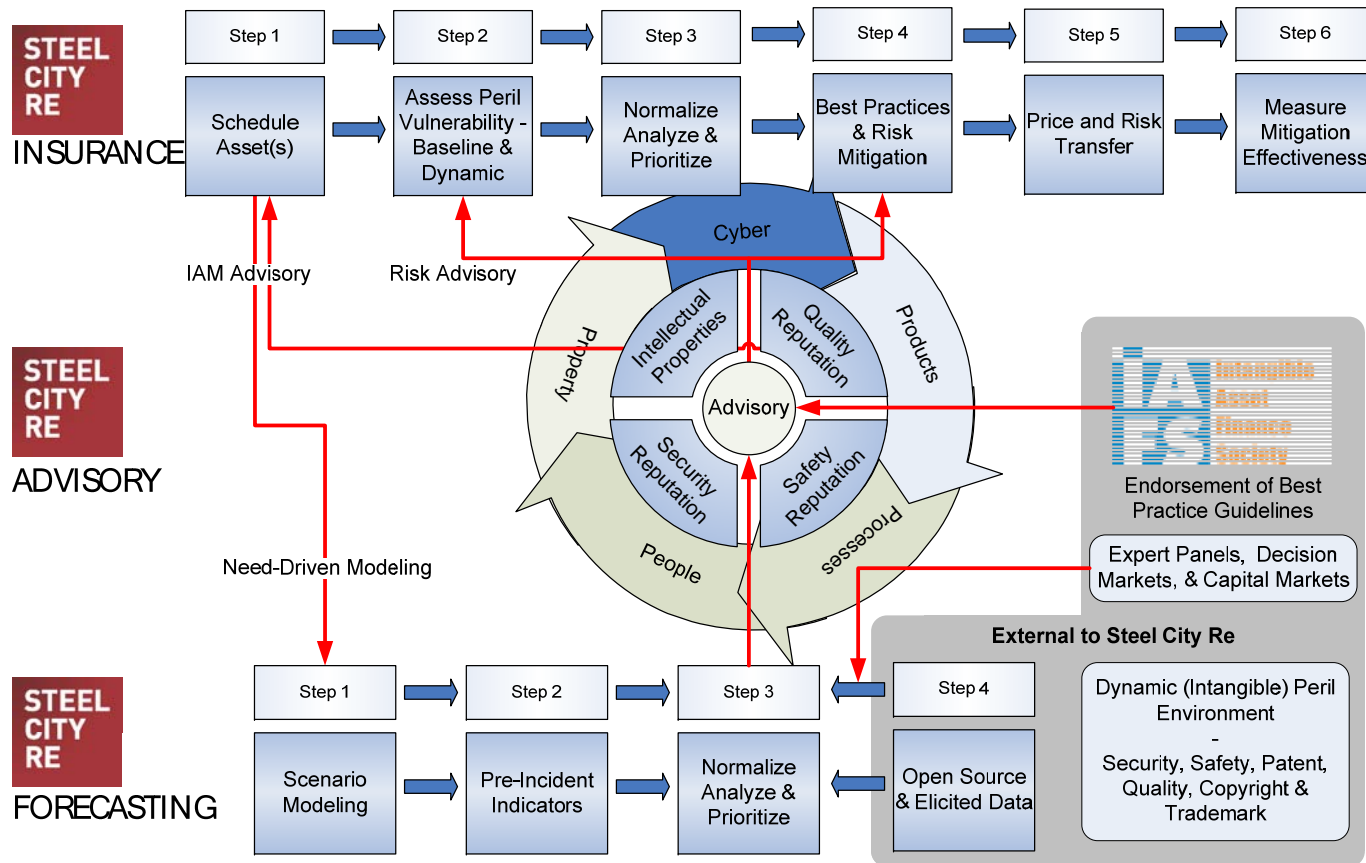 Step 1
Step 2
Step 3
Step 4
Step 5
Step 6
STEEL
CITY
RE
INSURANCE
Schedule
Asset(s)
Assess Peril
Vulnerability -
Baseline &
Dynamic
Normalize
Analyze &
Prioritize
Best Practices
& Risk
Mitigation
Price and Risk
Transfer
Measure
Mitigation
Effectiveness
IAM Advisory
Risk Advisory
Cyber
Products
Processes
People
Property
Intellectual
Properties
Quality
Reputation
Security
Reputation
Safety
Reputation
Advisory
STEEL
CITY
RE
ADVISORY
IAFS
Intangible
Asset
Finance
Society
Endorsement of Best
Practice Guidelines
Expert Panels, Decision
Markets, & Capital Markets
Need-Driven Modeling
External to Steel City Re
Step 1
Step 2
Step 3
Step 4
STEEL
CITY
RE
FORECASTING
Scenario
Modeling
Pre-Incident
Indicators
Normalize
Analyze &
Prioritize
Open Source
& Elicited Data
Dynamic (Intangible) Peril
Environment
-
Security, Safety, Patent,
Quality, Copyright &
Trademark